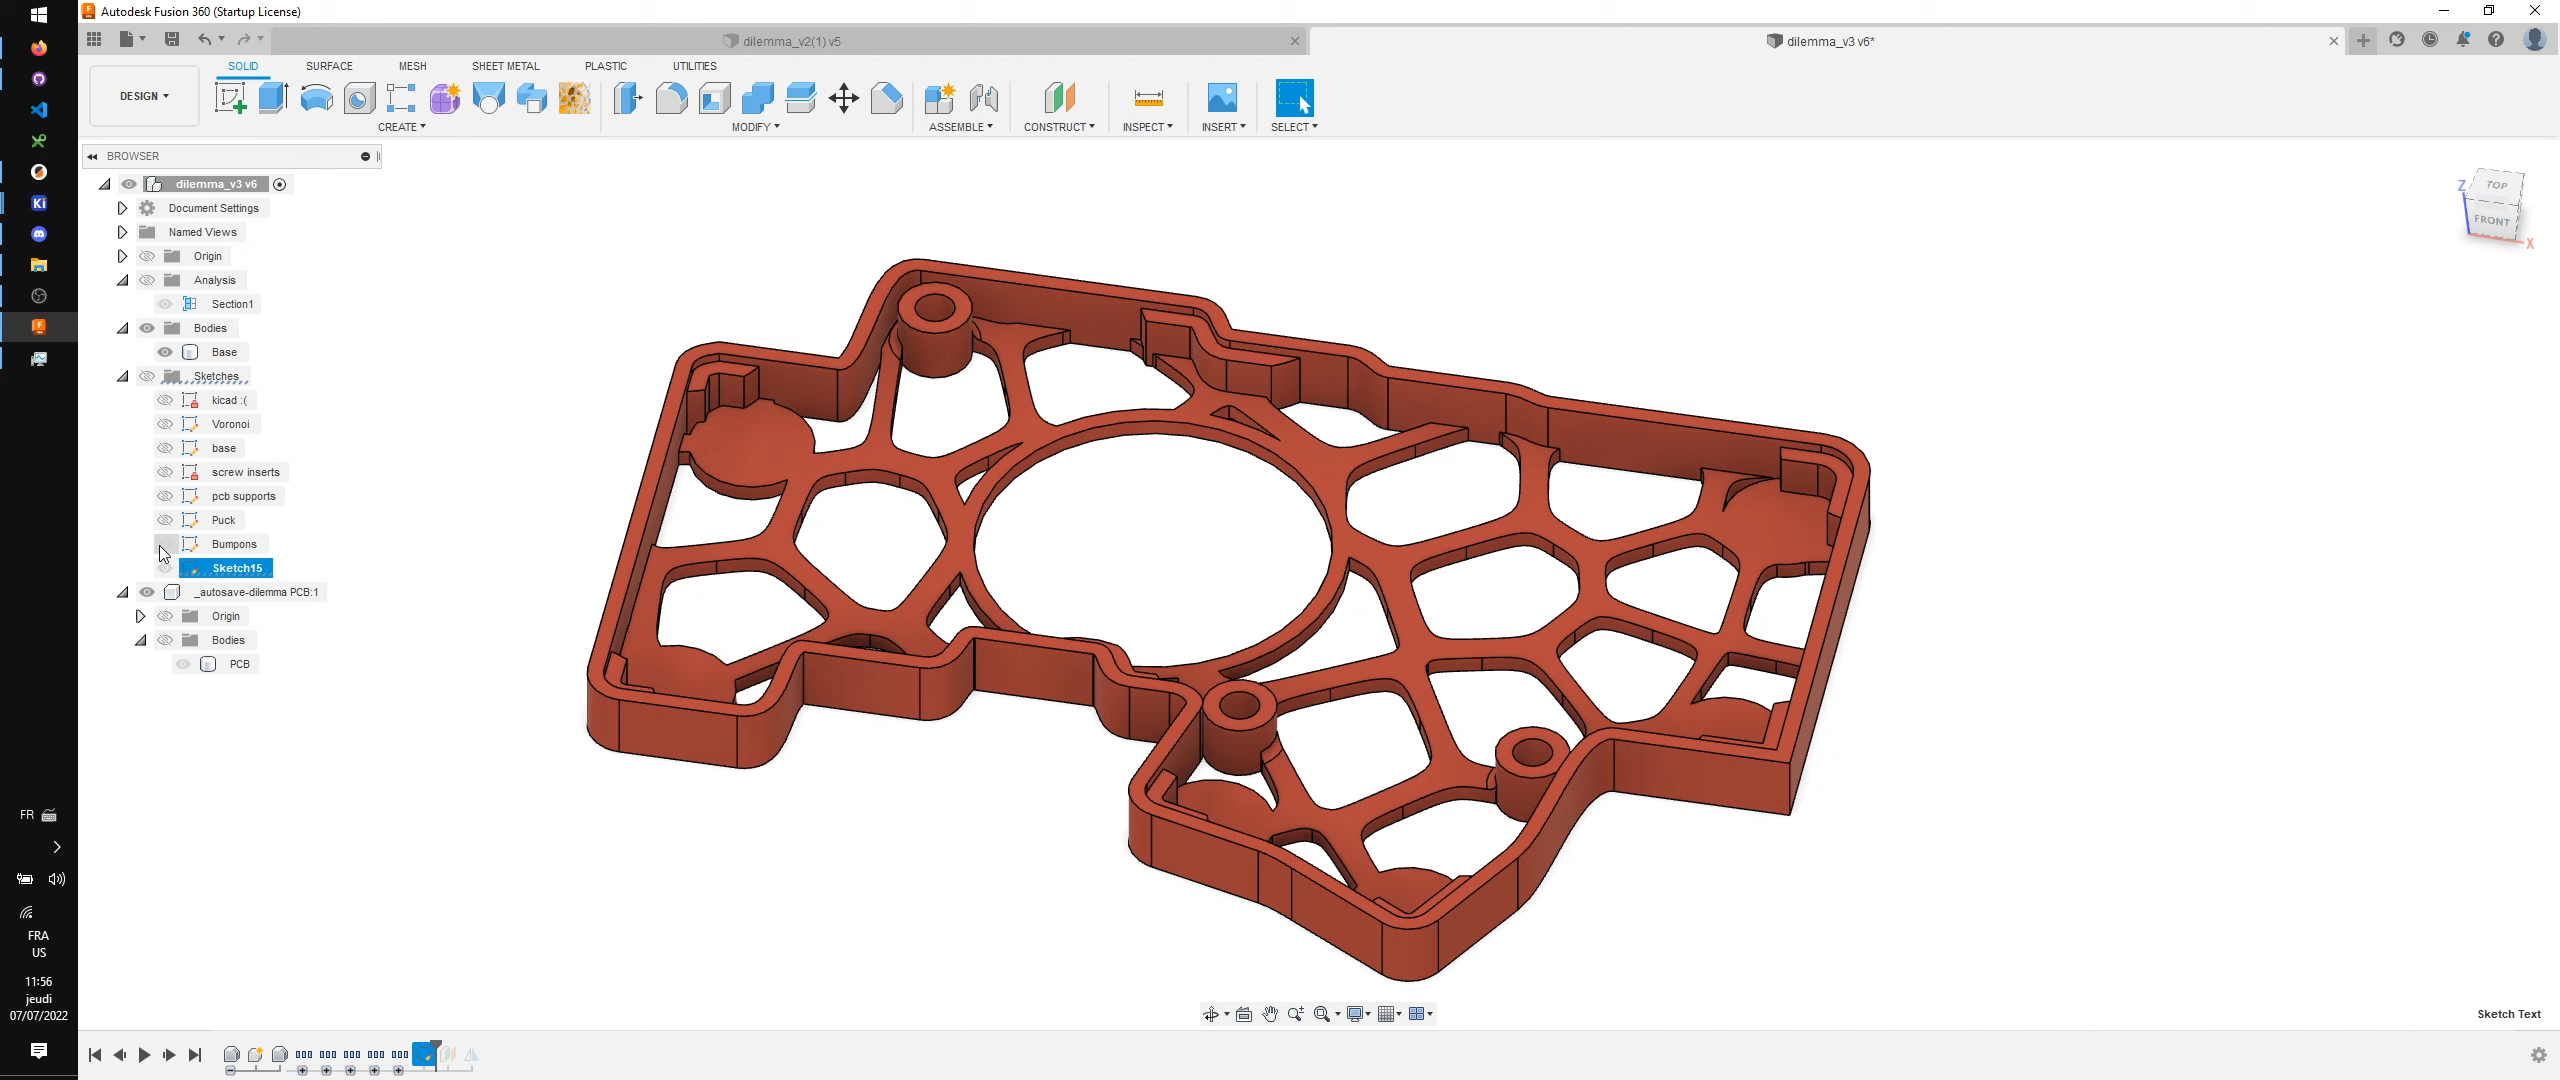 Autodesk Fusion 360 (Startup License)
dilemma_v2(1) v5
dilemma_v3 v6*
DESIGN
SOLID
SURFACE
MESH
SHEET METAL
PLASTIC
UTILITIES
CREATE
MODIFY
ASSEMBLE
CONSTRUCT
INSPECT
INSERT
SELECT
BROWSER
dilemma_v3 v6
Document Settings
Named Views
Origin
Analysis
Section1
Bodies
Base
Sketches
kicad :(
Voronoi
base
screw inserts
pcb supports
Puck
Bumpons
Sketch15
_autosave-dilemma PCB:1
Origin
Bodies
PCB
TOP
FRONT
Z
X
Ki
FR
FRA
US
11:56
jeudi
07/07/2022
Sketch Text